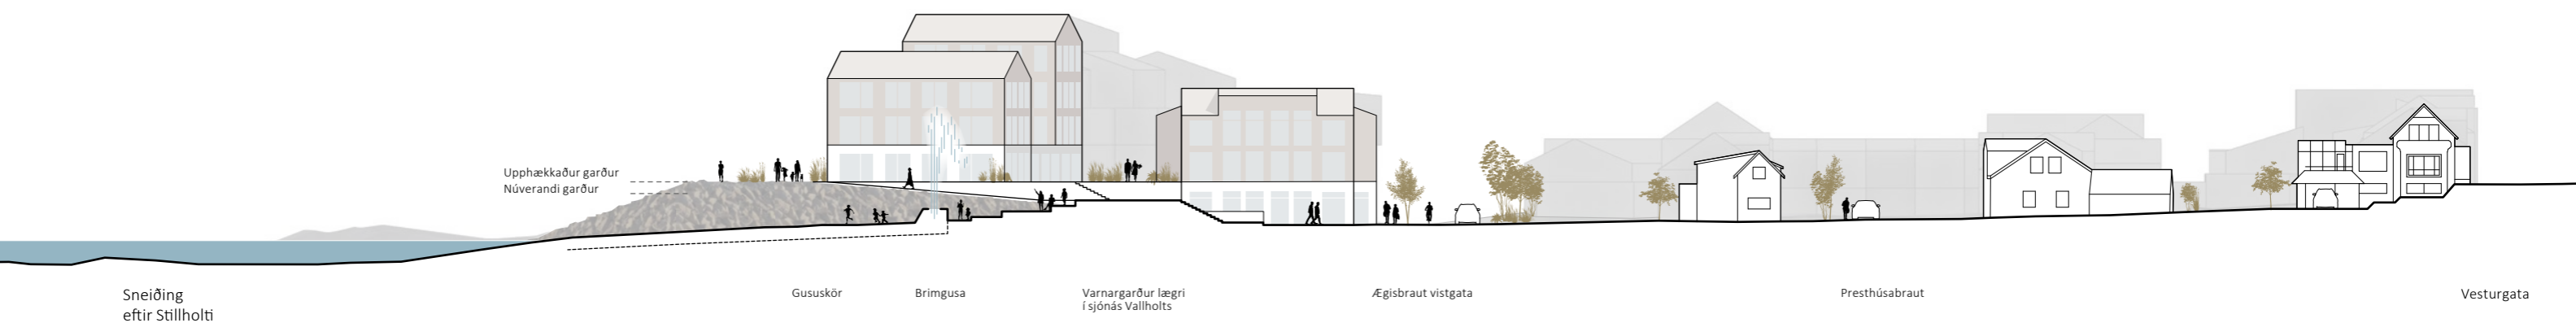 Upphækkaður garður
Núverandi garður
Sneiðing
eftir Stillholti
Gususkör
Brimgusa
Varnargarður lægri
í sjónás Vallholts
Ægisbraut vistgata
Presthúsabraut
Vesturgata